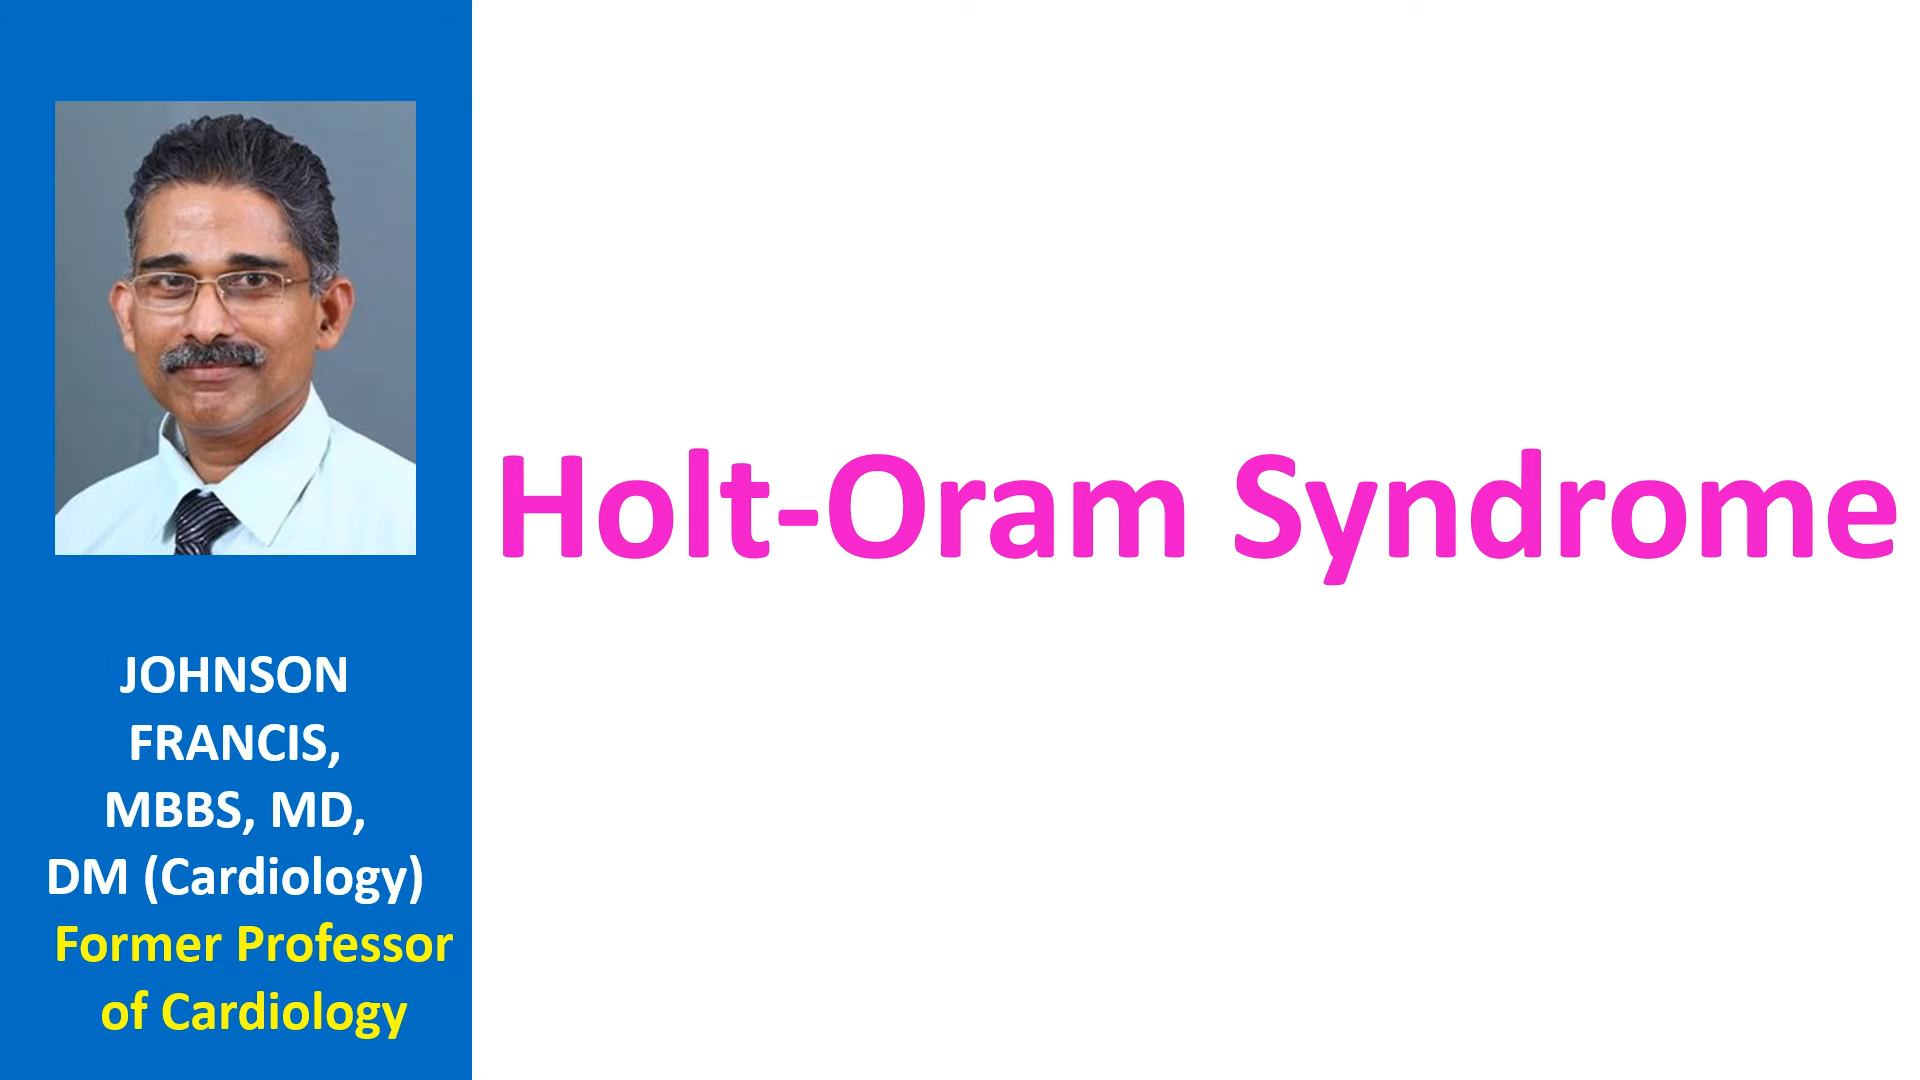 JOHNSON
FRANCIS,
MBBS, MD,
DM (Cardiology)
Former Professor
of Cardiology
Holt-Oram Syndrome